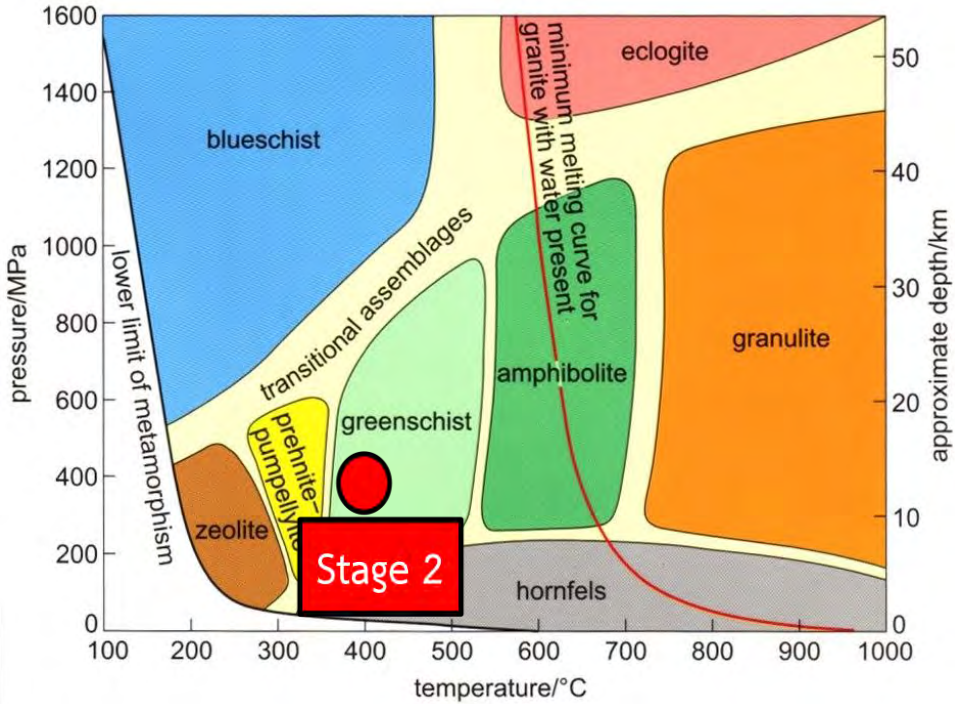 1600
1400
1200
1000
800
600
400
200
0
pressure/MPa
100
200
300
400
500
600
700
800
900
1000
temperature/°C
50
40
30
20
10
0
approximate depth/km
blueschist
eclogite
minimum melting curve for
granite with water present
lower limit of metamorphism
transitional assemblages
granulite
amphibolite
greenschist
prehnite–
pumpellyite
zeolite
Stage 2
hornfels